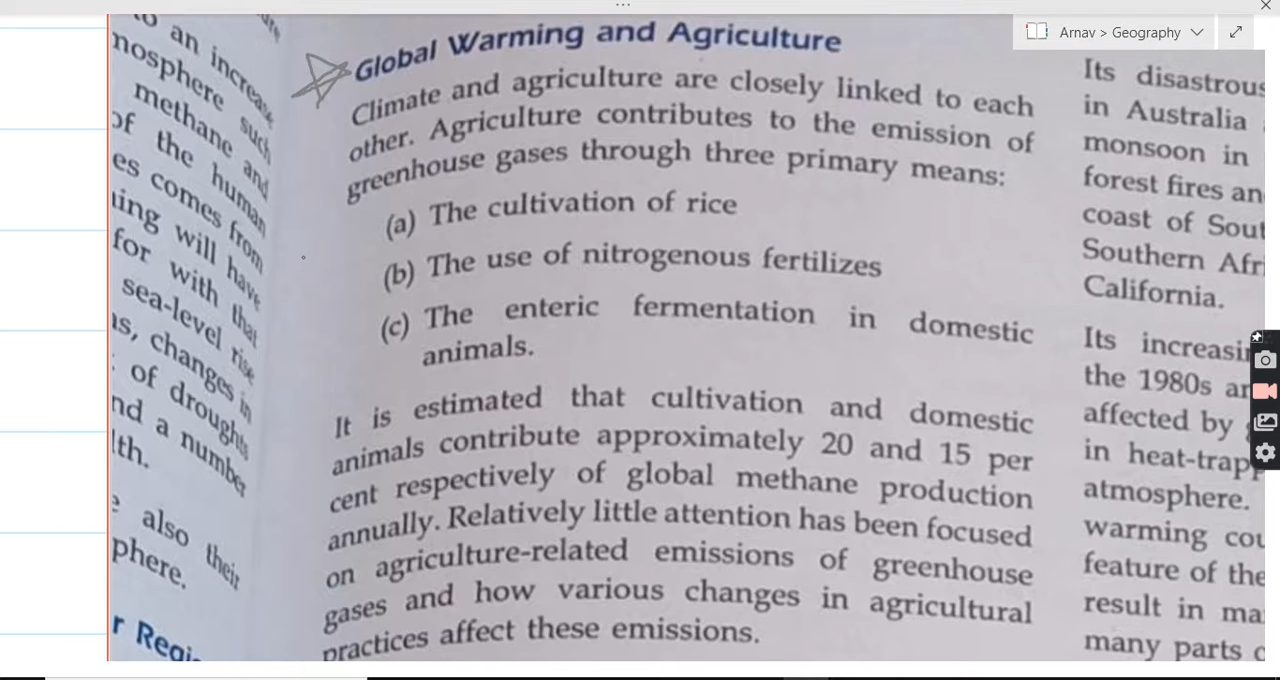 Arnav > Geography
an increase
nosphere such
methane and
of the human
es comes from
ing will have
for with that
sea-level rise
s, changes in
of droughts
nd a number
lth.
also their
phere.
Global Warming and Agriculture
Climate and agriculture are closely linked to each
other. Agriculture contributes to the emission of
greenhouse gases through three primary means:
(a) The cultivation of rice
(b) The use of nitrogenous fertilizes
(c) The enteric fermentation in domestic
animals.
It is estimated that cultivation and domestic
animals contribute approximately 20 and 15 per
cent respectively of global methane production
annually. Relatively little attention has been focused
on agriculture-related emissions of greenhouse
gases and how various changes in agricultural
practices affect these emissions.
Its disastrous
in Australia
monsoon in
forest fires an
coast of Sout
Southern Afri
California.
Its increasi
the 1980s ar
affected by
in heat-trapp
atmosphere.
warming cou
feature of the
result in ma
many parts